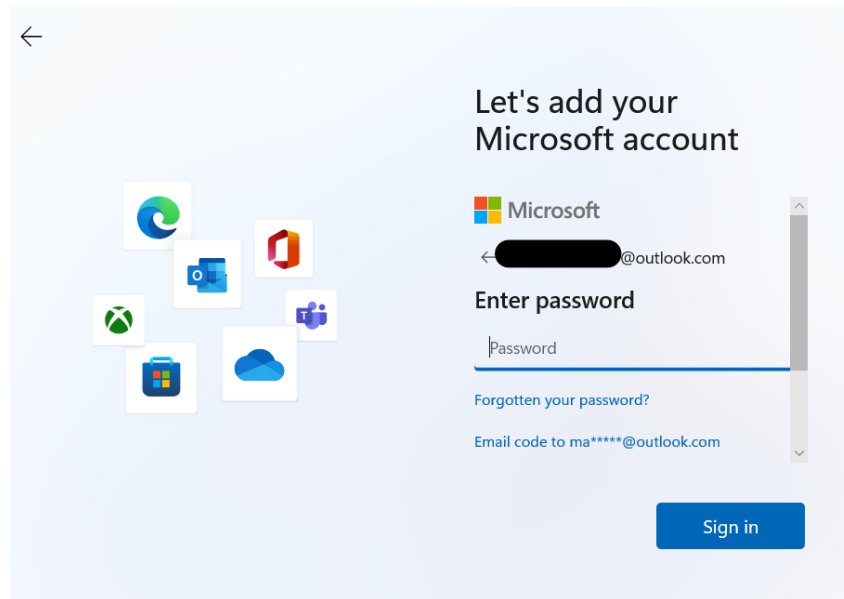 Let's add your
Microsoft account
Microsoft
@outlook.com
Enter password
Password
Forgotten your password?
Email code to ma*****@outlook.com
Sign in